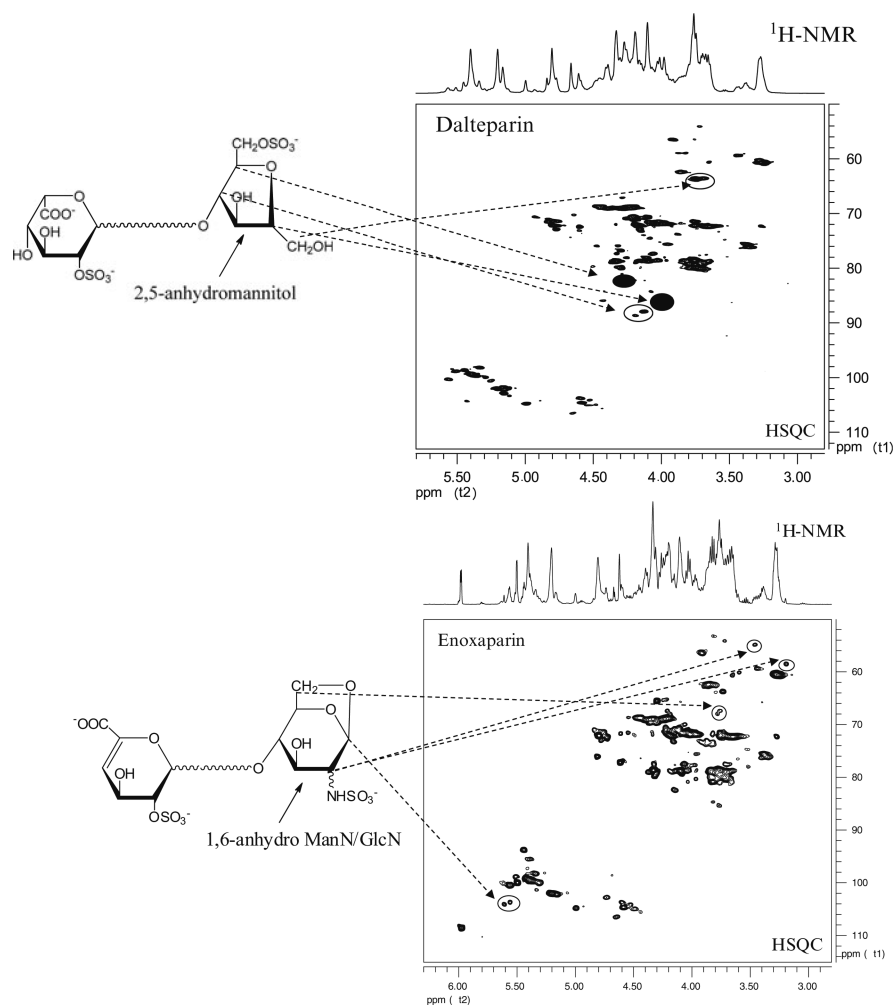 ¹H-NMR
Dalteparin
CH₂OSO₃⁻
O
OH
O
COO⁻
OH
HO
OSO₃⁻
O
CH₂OH
2,5-anhydromannitol
60
70
80
90
100
110
HSQC
ppm (t1)
5.50 5.00 4.50 4.00 3.50 3.00
ppm (t2)
¹H-NMR
Enoxaparin
CH₂ O
O
⁻OOC
O
OH
OH
O
NHSO₃⁻
OSO₃⁻
1,6-anhydro ManN/GlcN
60
70
80
90
100
110
HSQC
ppm ( t1)
6.00 5.50 5.00 4.50 4.00 3.50 3.00
ppm ( t2)